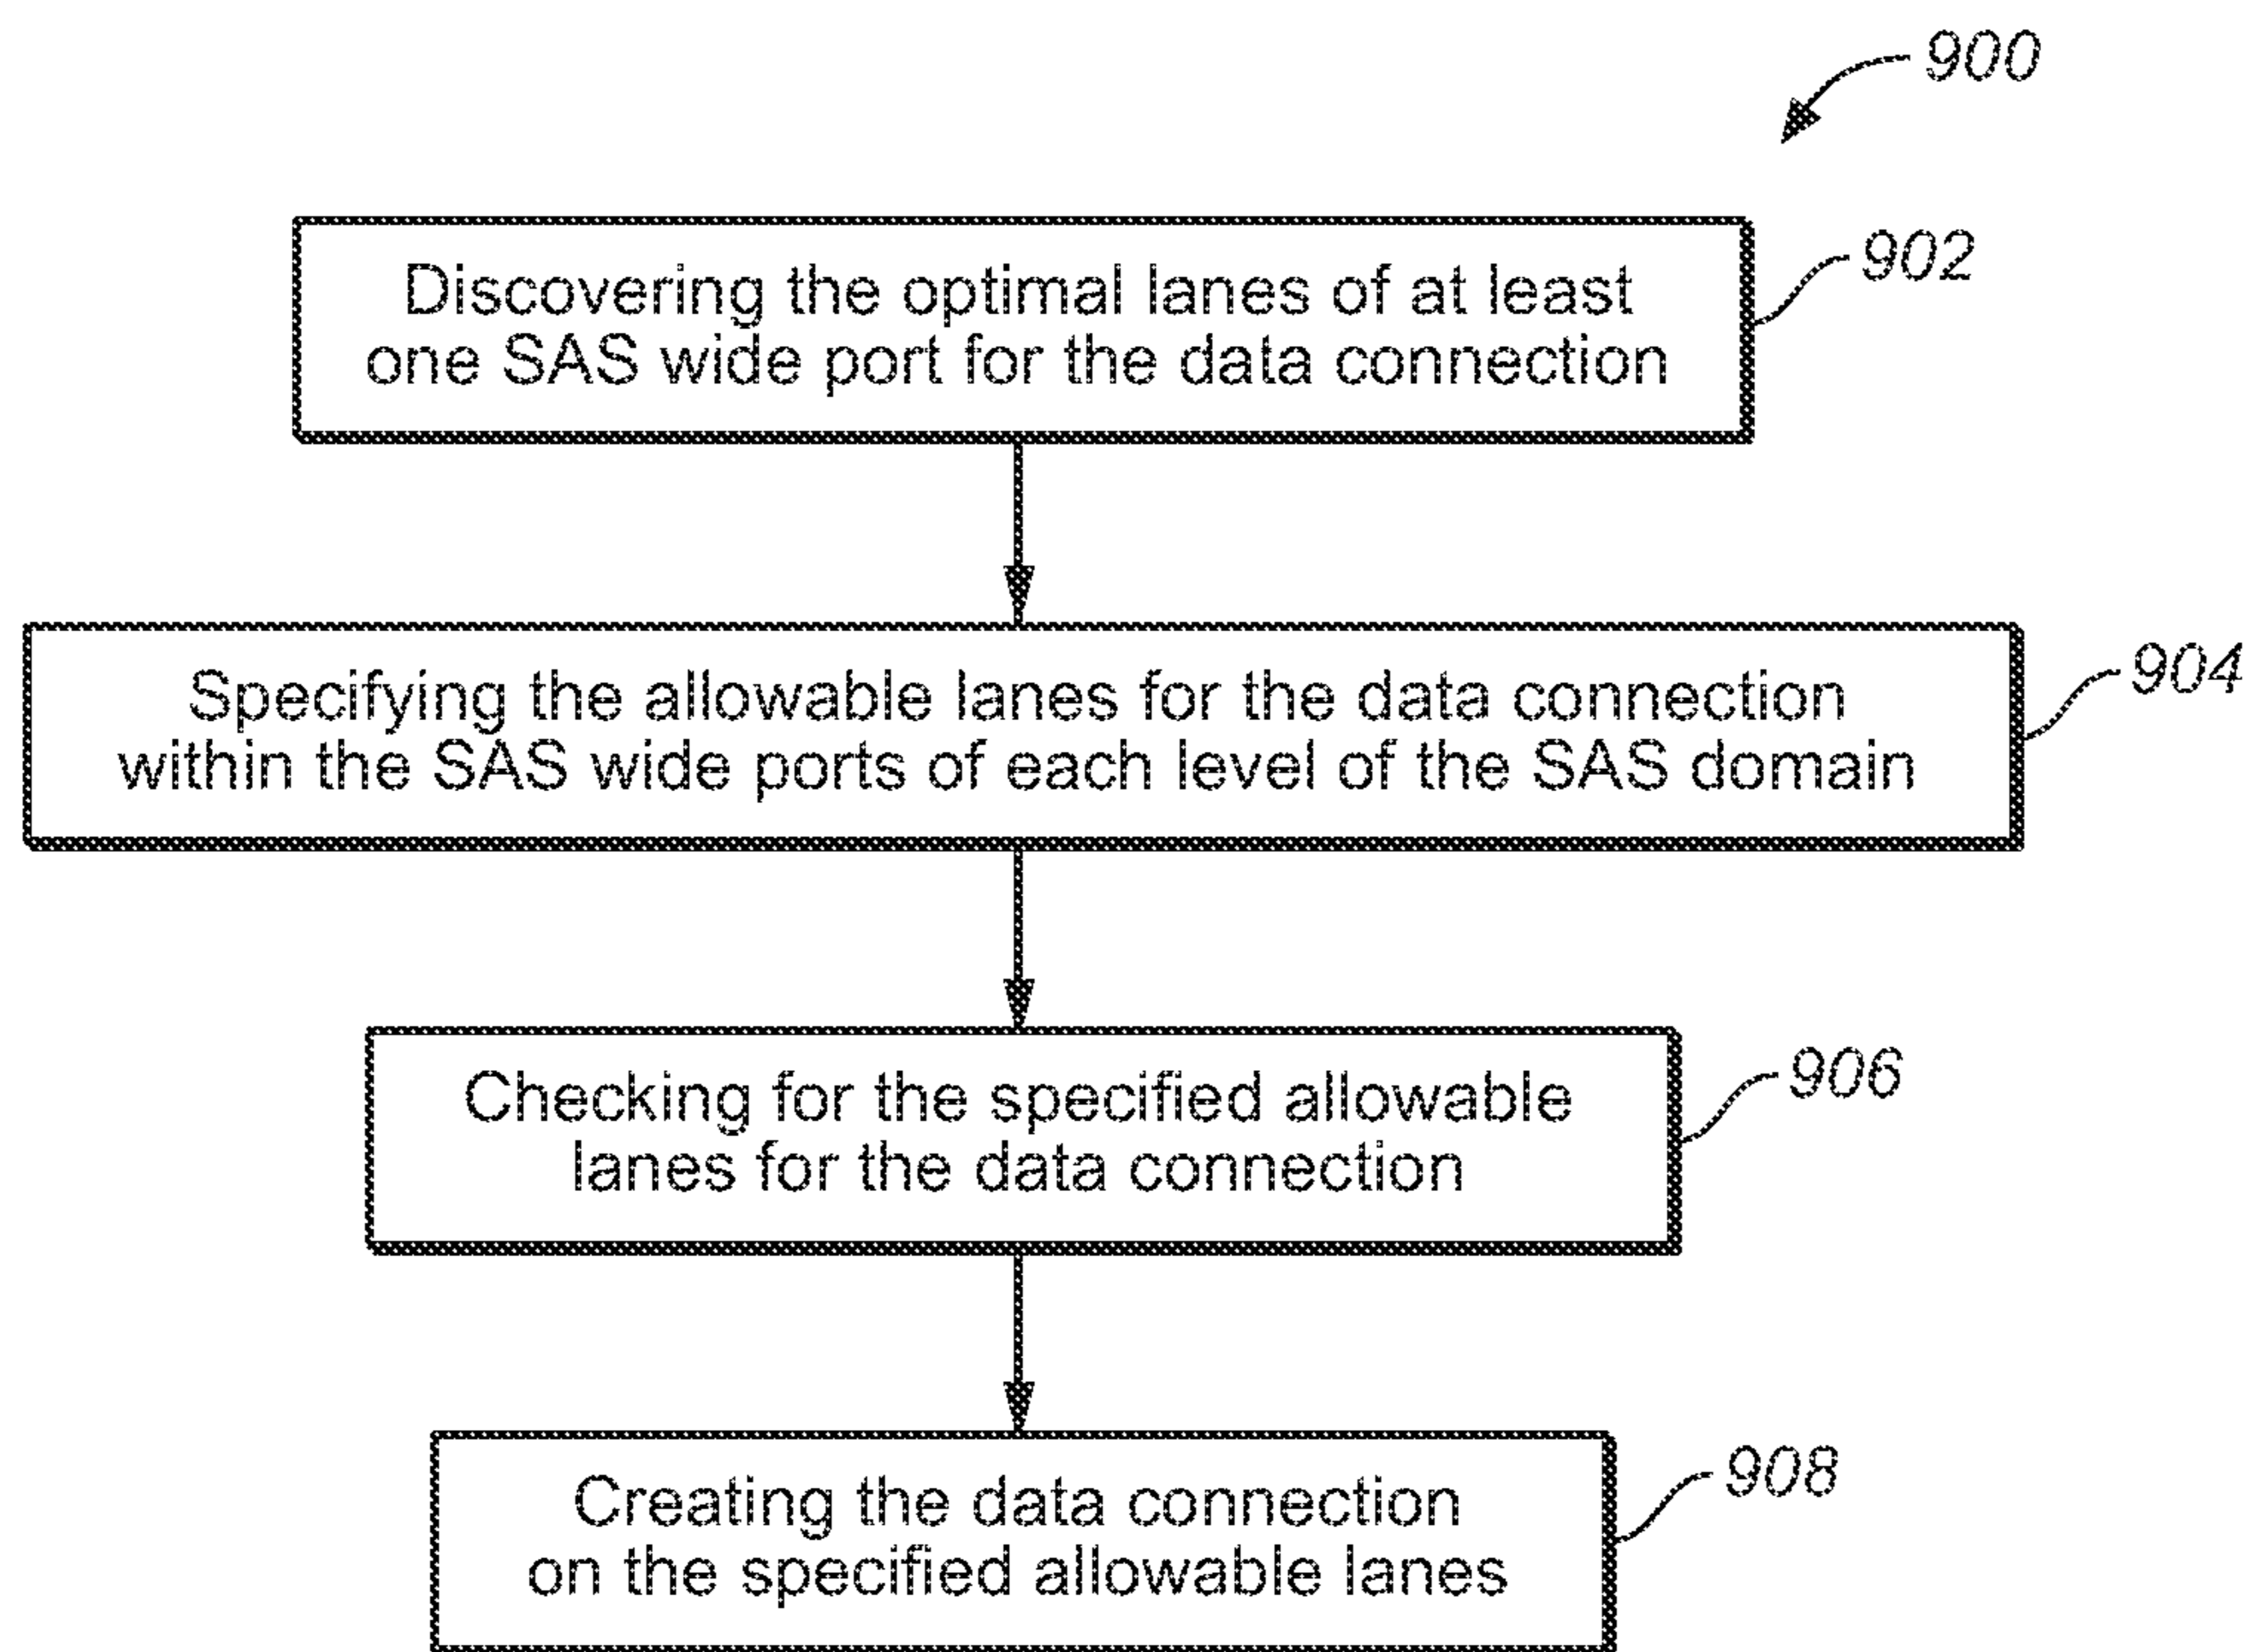 900
Discovering the optimal lanes of at least
one SAS wide port for the data connection
902
Specifying the allowable lanes for the data connection
within the SAS wide ports of each level of the SAS domain
904
Checking for the specified allowable
lanes for the data connection
906
Creating the data connection
on the specified allowable lanes
908